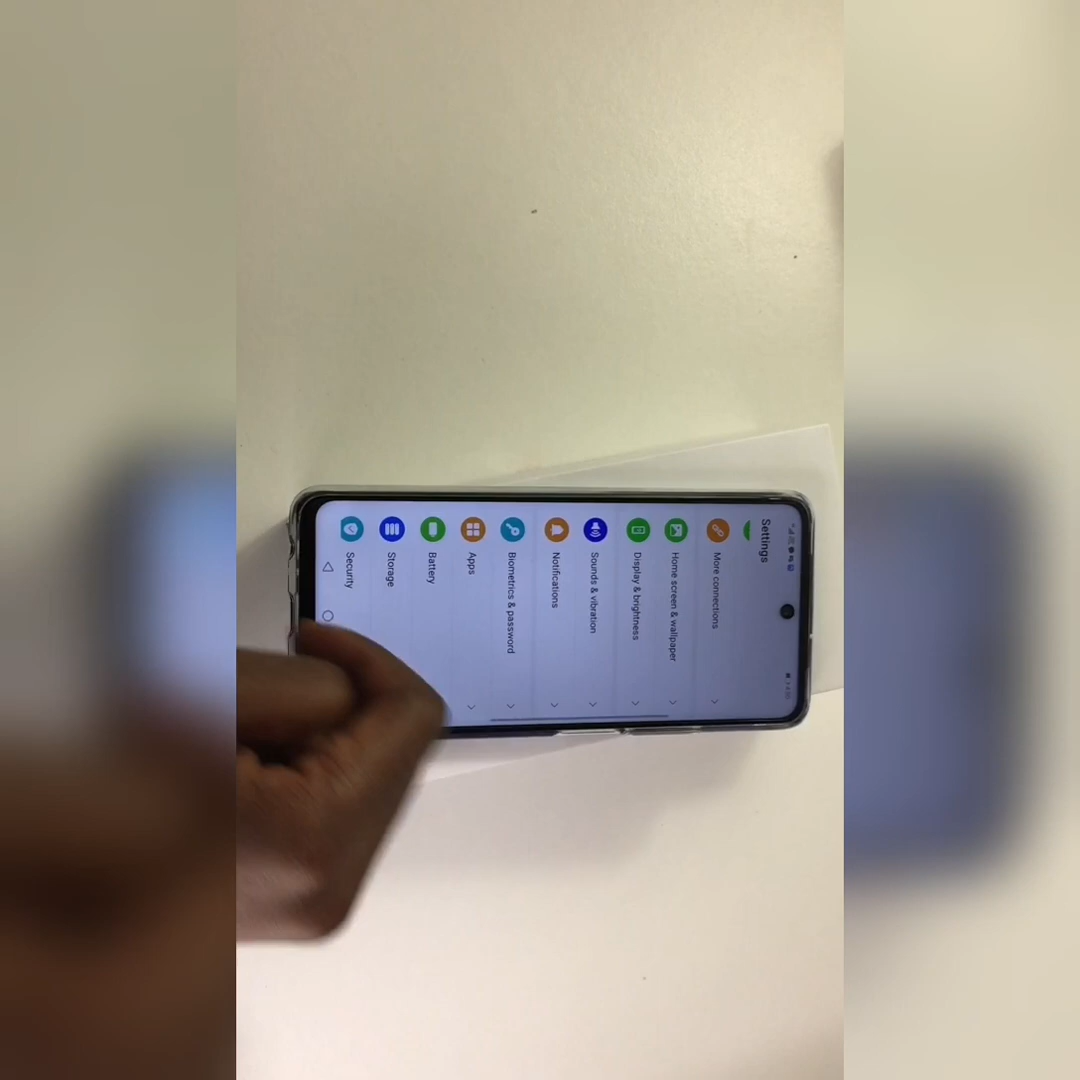 Settings
More connections
Home screen & wallpaper
Display & brightness
Sounds & vibration
Notifications
Biometrics & password
Apps
Battery
Storage
Security